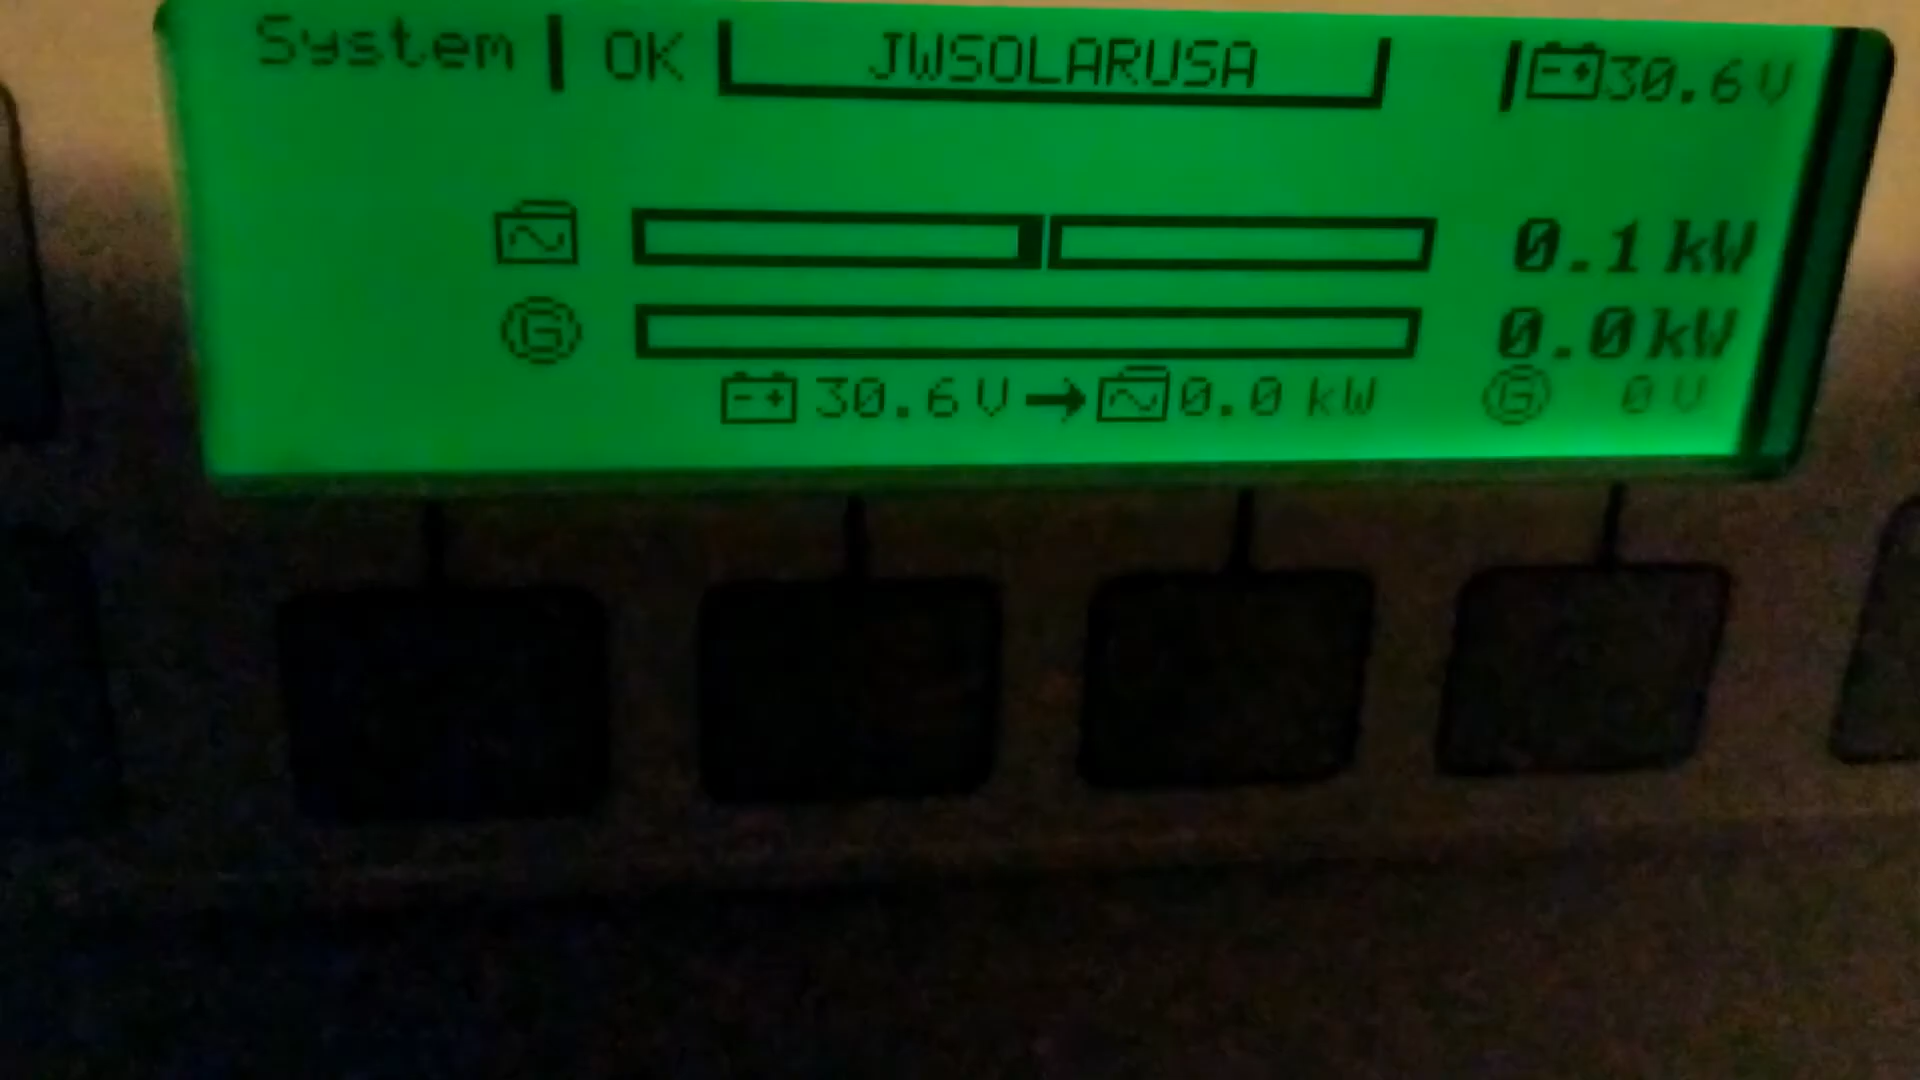 System | OK JWSOLARUSA 30.6 V
0.1 kW
G 0.0 kW
30.6 V → 0.0 kW G 0 V